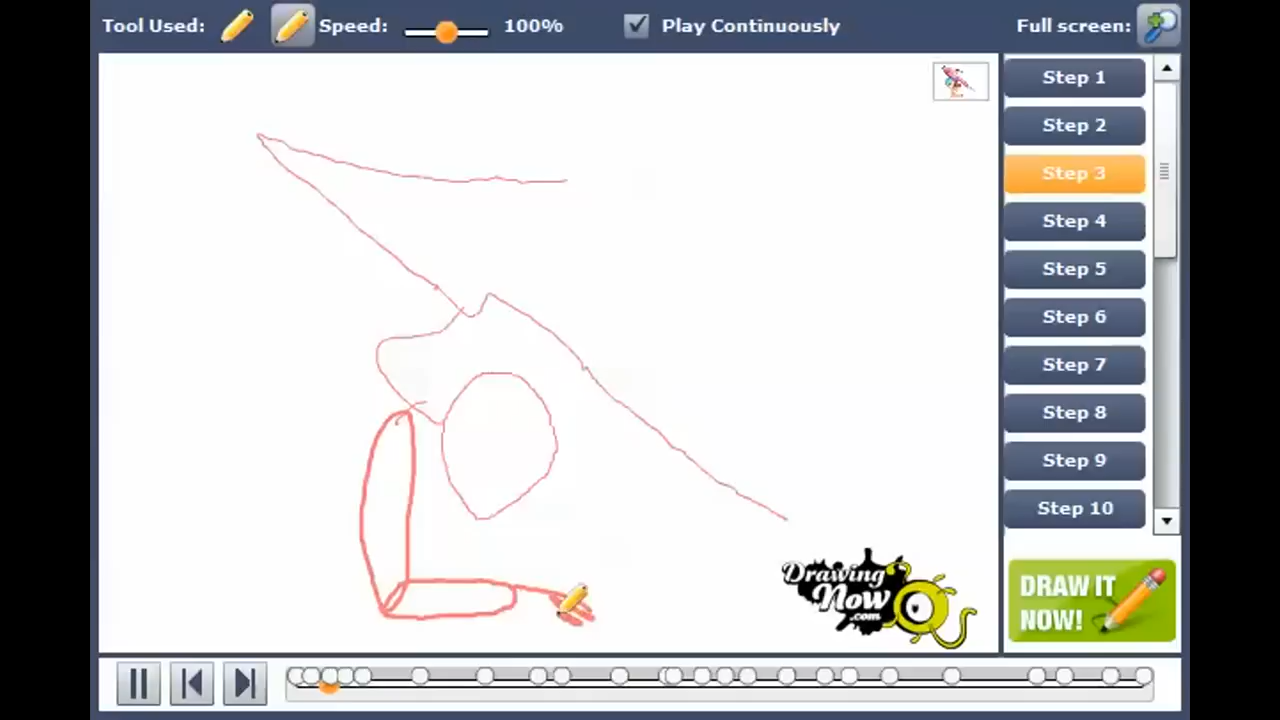 Tool Used:
Speed:
100%
Play Continuously
Full screen:
Step 1
Step 2
Step 3
Step 4
Step 5
Step 6
Step 7
Step 8
Step 9
Step 10
Drawing
Now
.com
DRAW IT
NOW!